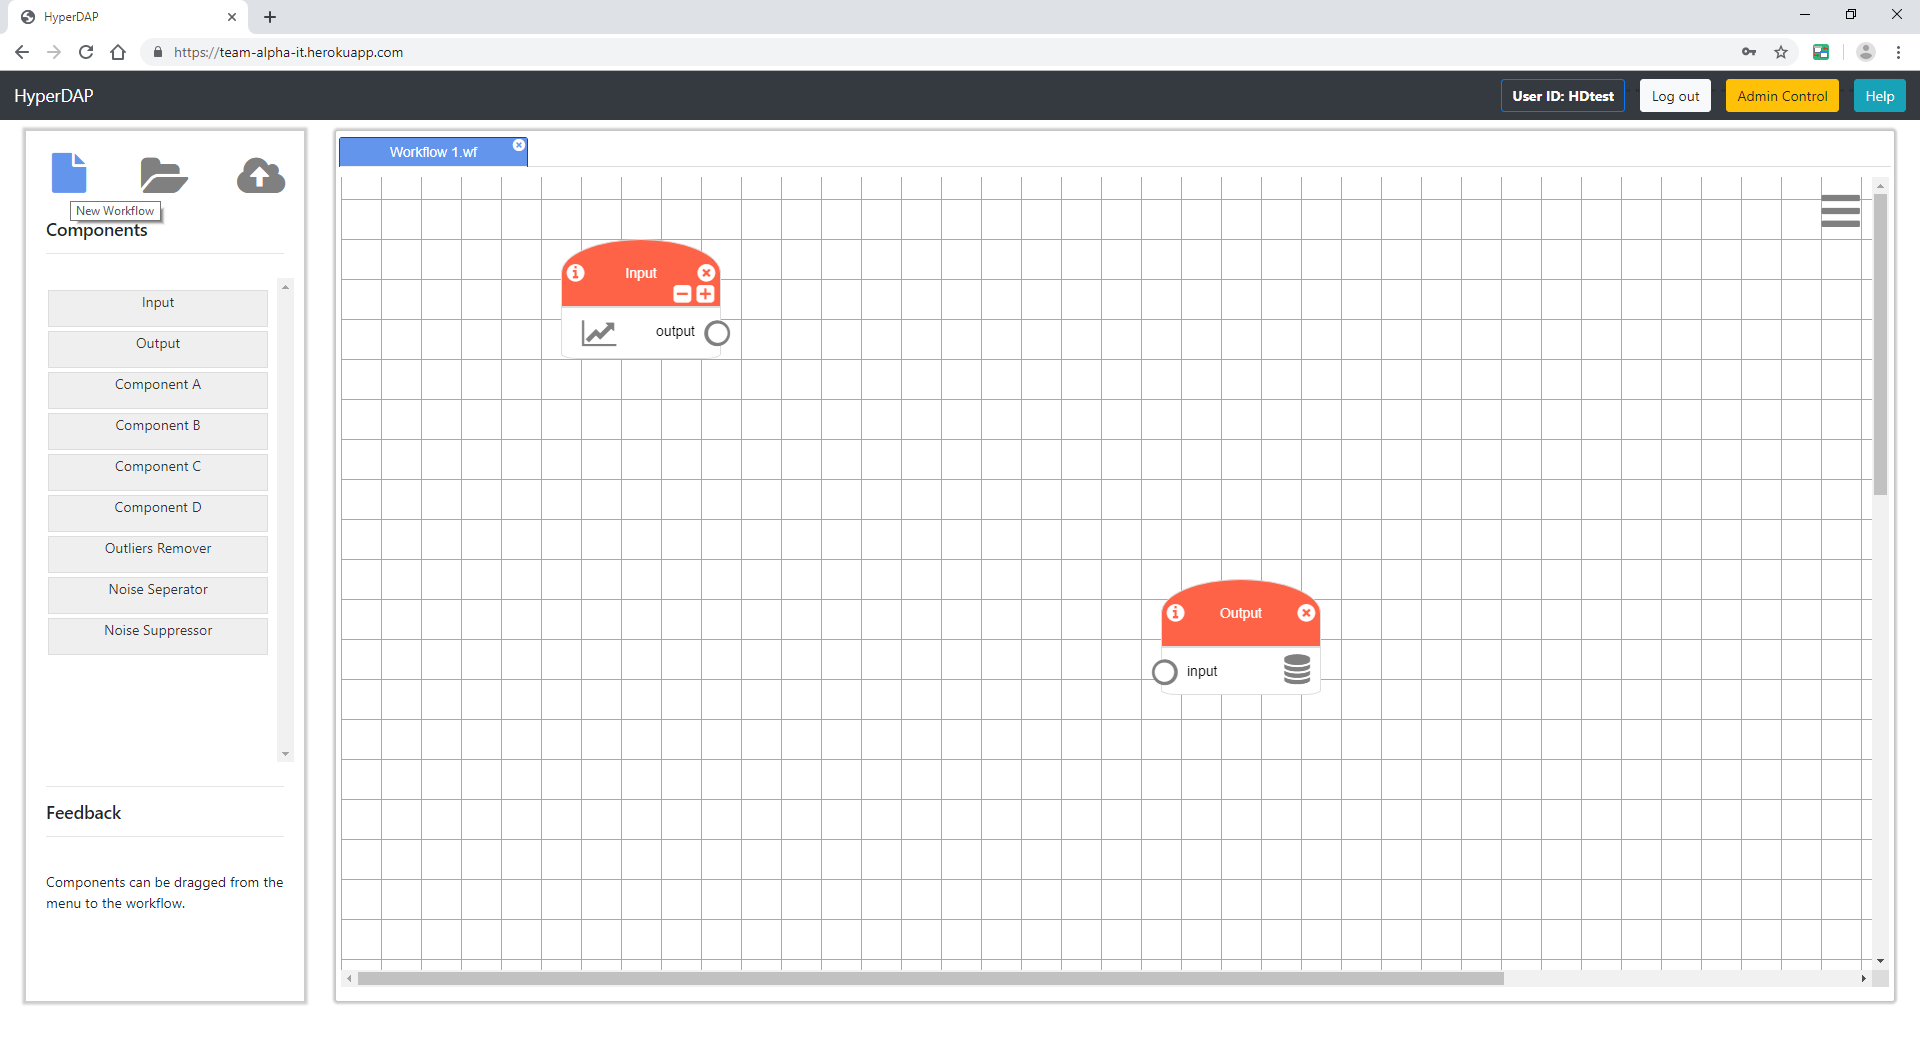 HyperDAP
https://team-alpha-it.herokuapp.com
HyperDAP
User ID: HDtest
Log out
Admin Control
Help
New Workflow
Components
Input
Output
Component A
Component B
Component C
Component D
Outliers Remover
Noise Seperator
Noise Suppressor
Feedback
Components can be dragged from the
menu to the workflow.
Workflow 1.wf
Input
output
Output
input